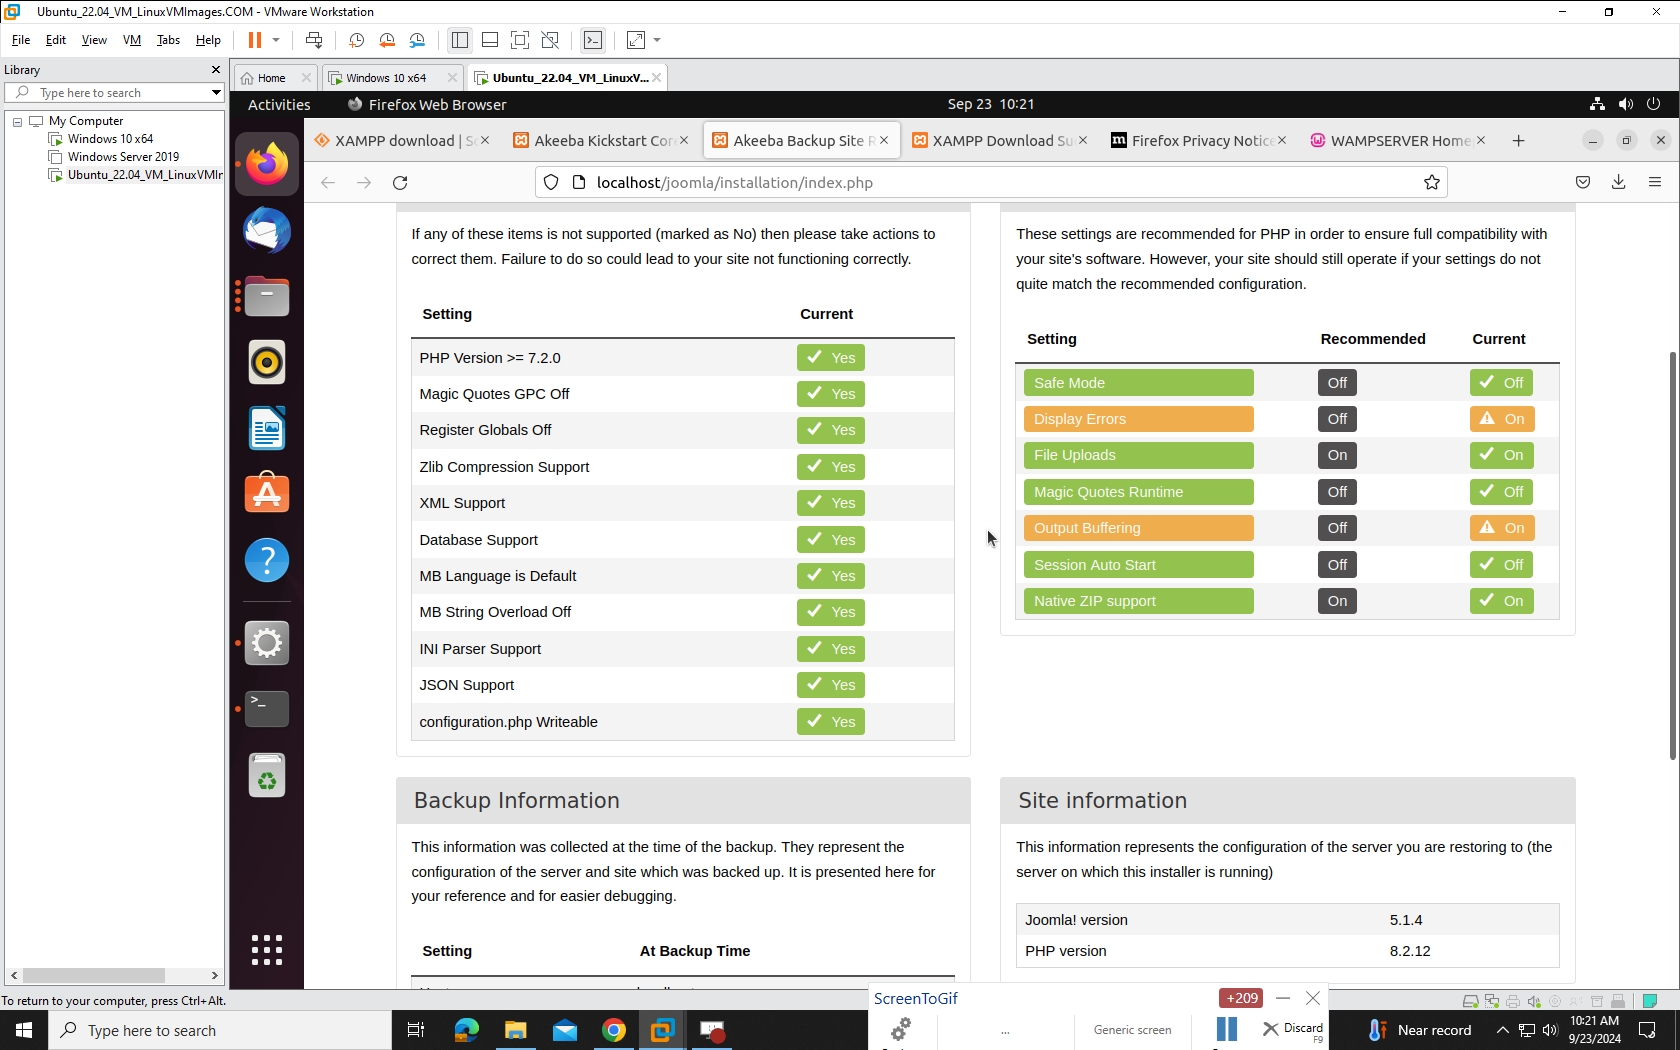 Ubuntu_22.04_VM_LinuxVMImages.COM - VMware Workstation
File Edit View VM Tabs Help
Library
Type here to search
My Computer
Windows 10 x64
Windows Server 2019
Ubuntu_22.04_VM_LinuxVMIr
Home
Windows 10 x64
Ubuntu_22.04_VM_LinuxV...
Activities
Firefox Web Browser
Sep 23 10:21
XAMPP download | S
Akeeba Kickstart Cor
Akeeba Backup Site R
XAMPP Download Su
Firefox Privacy Notice
WAMPSERVER Home
localhost/joomla/installation/index.php
If any of these items is not supported (marked as No) then please take actions to
correct them. Failure to do so could lead to your site not functioning correctly.
Setting Current
PHP Version >= 7.2.0 Yes
Magic Quotes GPC Off Yes
Register Globals Off Yes
Zlib Compression Support Yes
XML Support Yes
Database Support Yes
MB Language is Default Yes
MB String Overload Off Yes
INI Parser Support Yes
JSON Support Yes
configuration.php Writeable Yes
These settings are recommended for PHP in order to ensure full compatibility with
your site's software. However, your site should still operate if your settings do not
quite match the recommended configuration.
Setting Recommended Current
Safe Mode Off Off
Display Errors Off On
File Uploads On On
Magic Quotes Runtime Off Off
Output Buffering Off On
Session Auto Start Off Off
Native ZIP support On On
Backup Information
This information was collected at the time of the backup. They represent the
configuration of the server and site which was backed up. It is presented here for
your reference and for easier debugging.
Setting At Backup Time
Site information
This information represents the configuration of the server you are restoring to (the
server on which this installer is running)
Joomla! version 5.1.4
PHP version 8.2.12
To return to your computer, press Ctrl+Alt.
ScreenToGif
+209
...
Generic screen
Discard
F9
Type here to search
Near record
10:21 AM
9/23/2024